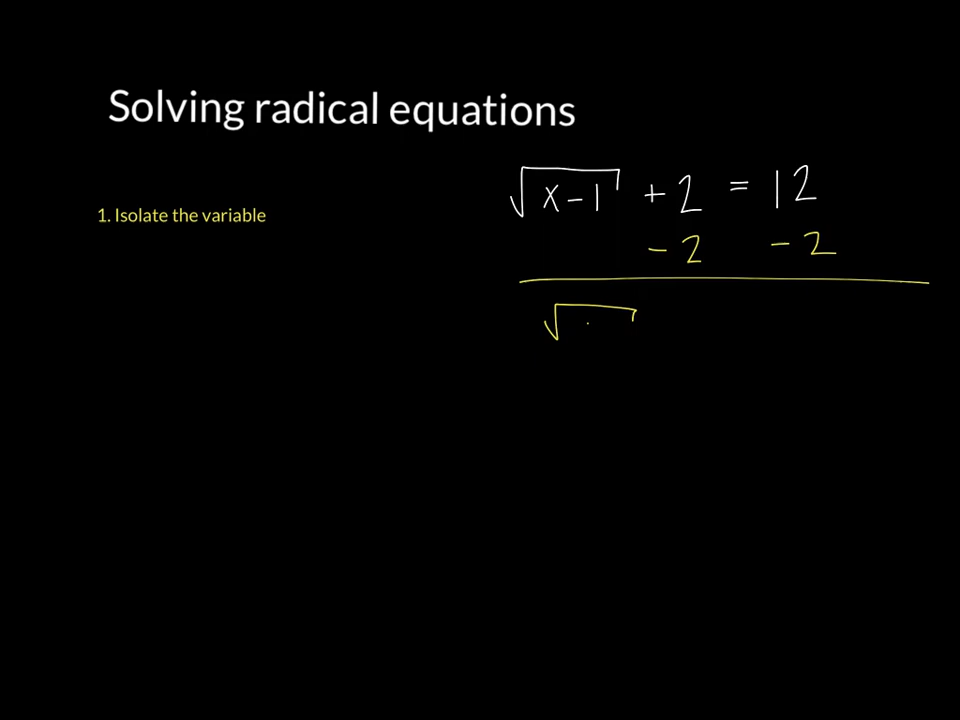 Solving radical equations
1. Isolate the variable
√x-1 + 2 = 12
- 2 - 2
√